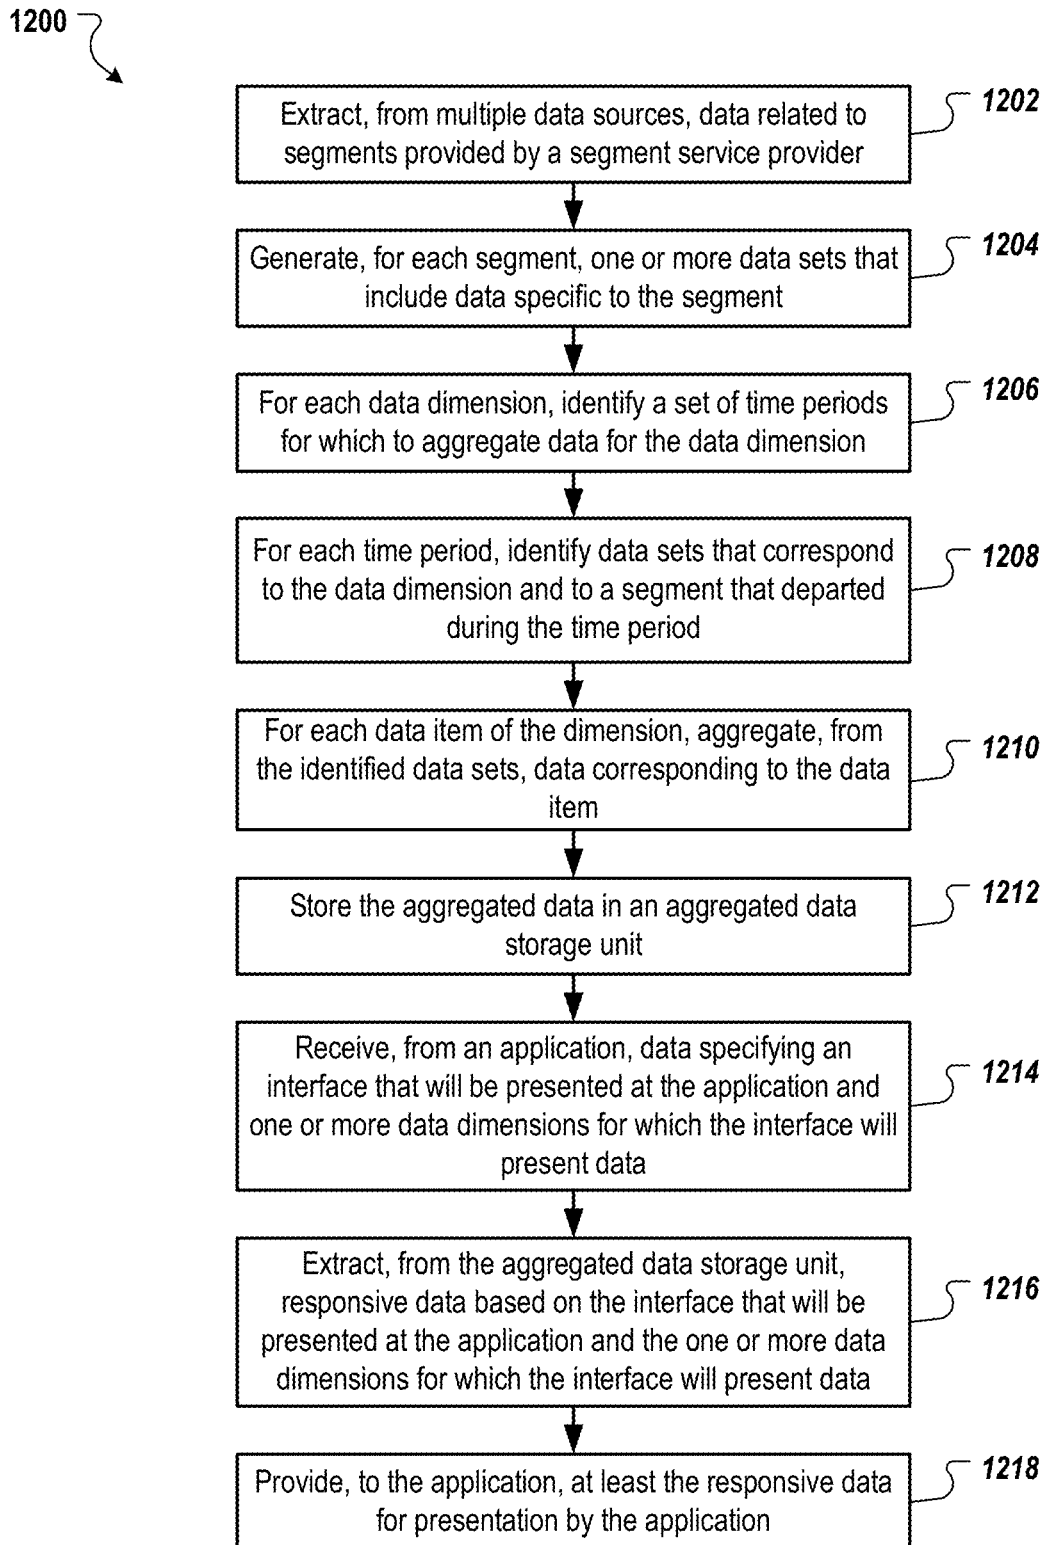 1200
Extract, from multiple data sources, data related to
segments provided by a segment service provider
1202
Generate, for each segment, one or more data sets that
include data specific to the segment
1204
For each data dimension, identify a set of time periods
for which to aggregate data for the data dimension
1206
For each time period, identify data sets that correspond
to the data dimension and to a segment that departed
during the time period
1208
For each data item of the dimension, aggregate, from
the identified data sets, data corresponding to the data
item
1210
Store the aggregated data in an aggregated data
storage unit
1212
Receive, from an application, data specifying an
interface that will be presented at the application and
one or more data dimensions for which the interface will
present data
1214
Extract, from the aggregated data storage unit,
responsive data based on the interface that will be
presented at the application and the one or more data
dimensions for which the interface will present data
1216
Provide, to the application, at least the responsive data
for presentation by the application
1218